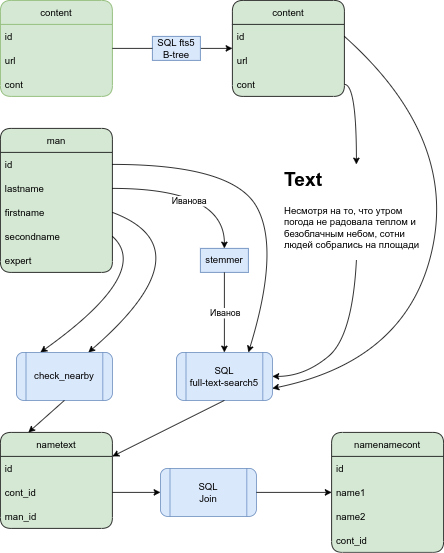 content
id
url
cont
SQL fts5
B-tree
content
id
url
cont
man
id
lastname
firstname
secondname
expert
Иванова
stemmer
Иванов
Text
Несмотря на то, что утром
погода не радовала теплом и
безоблачным небом, сотни
людей собрались на площади
check_nearby
SQL
full-text-search5
nametext
id
cont_id
man_id
SQL
Join
namenamecont
id
name1
name2
cont_id